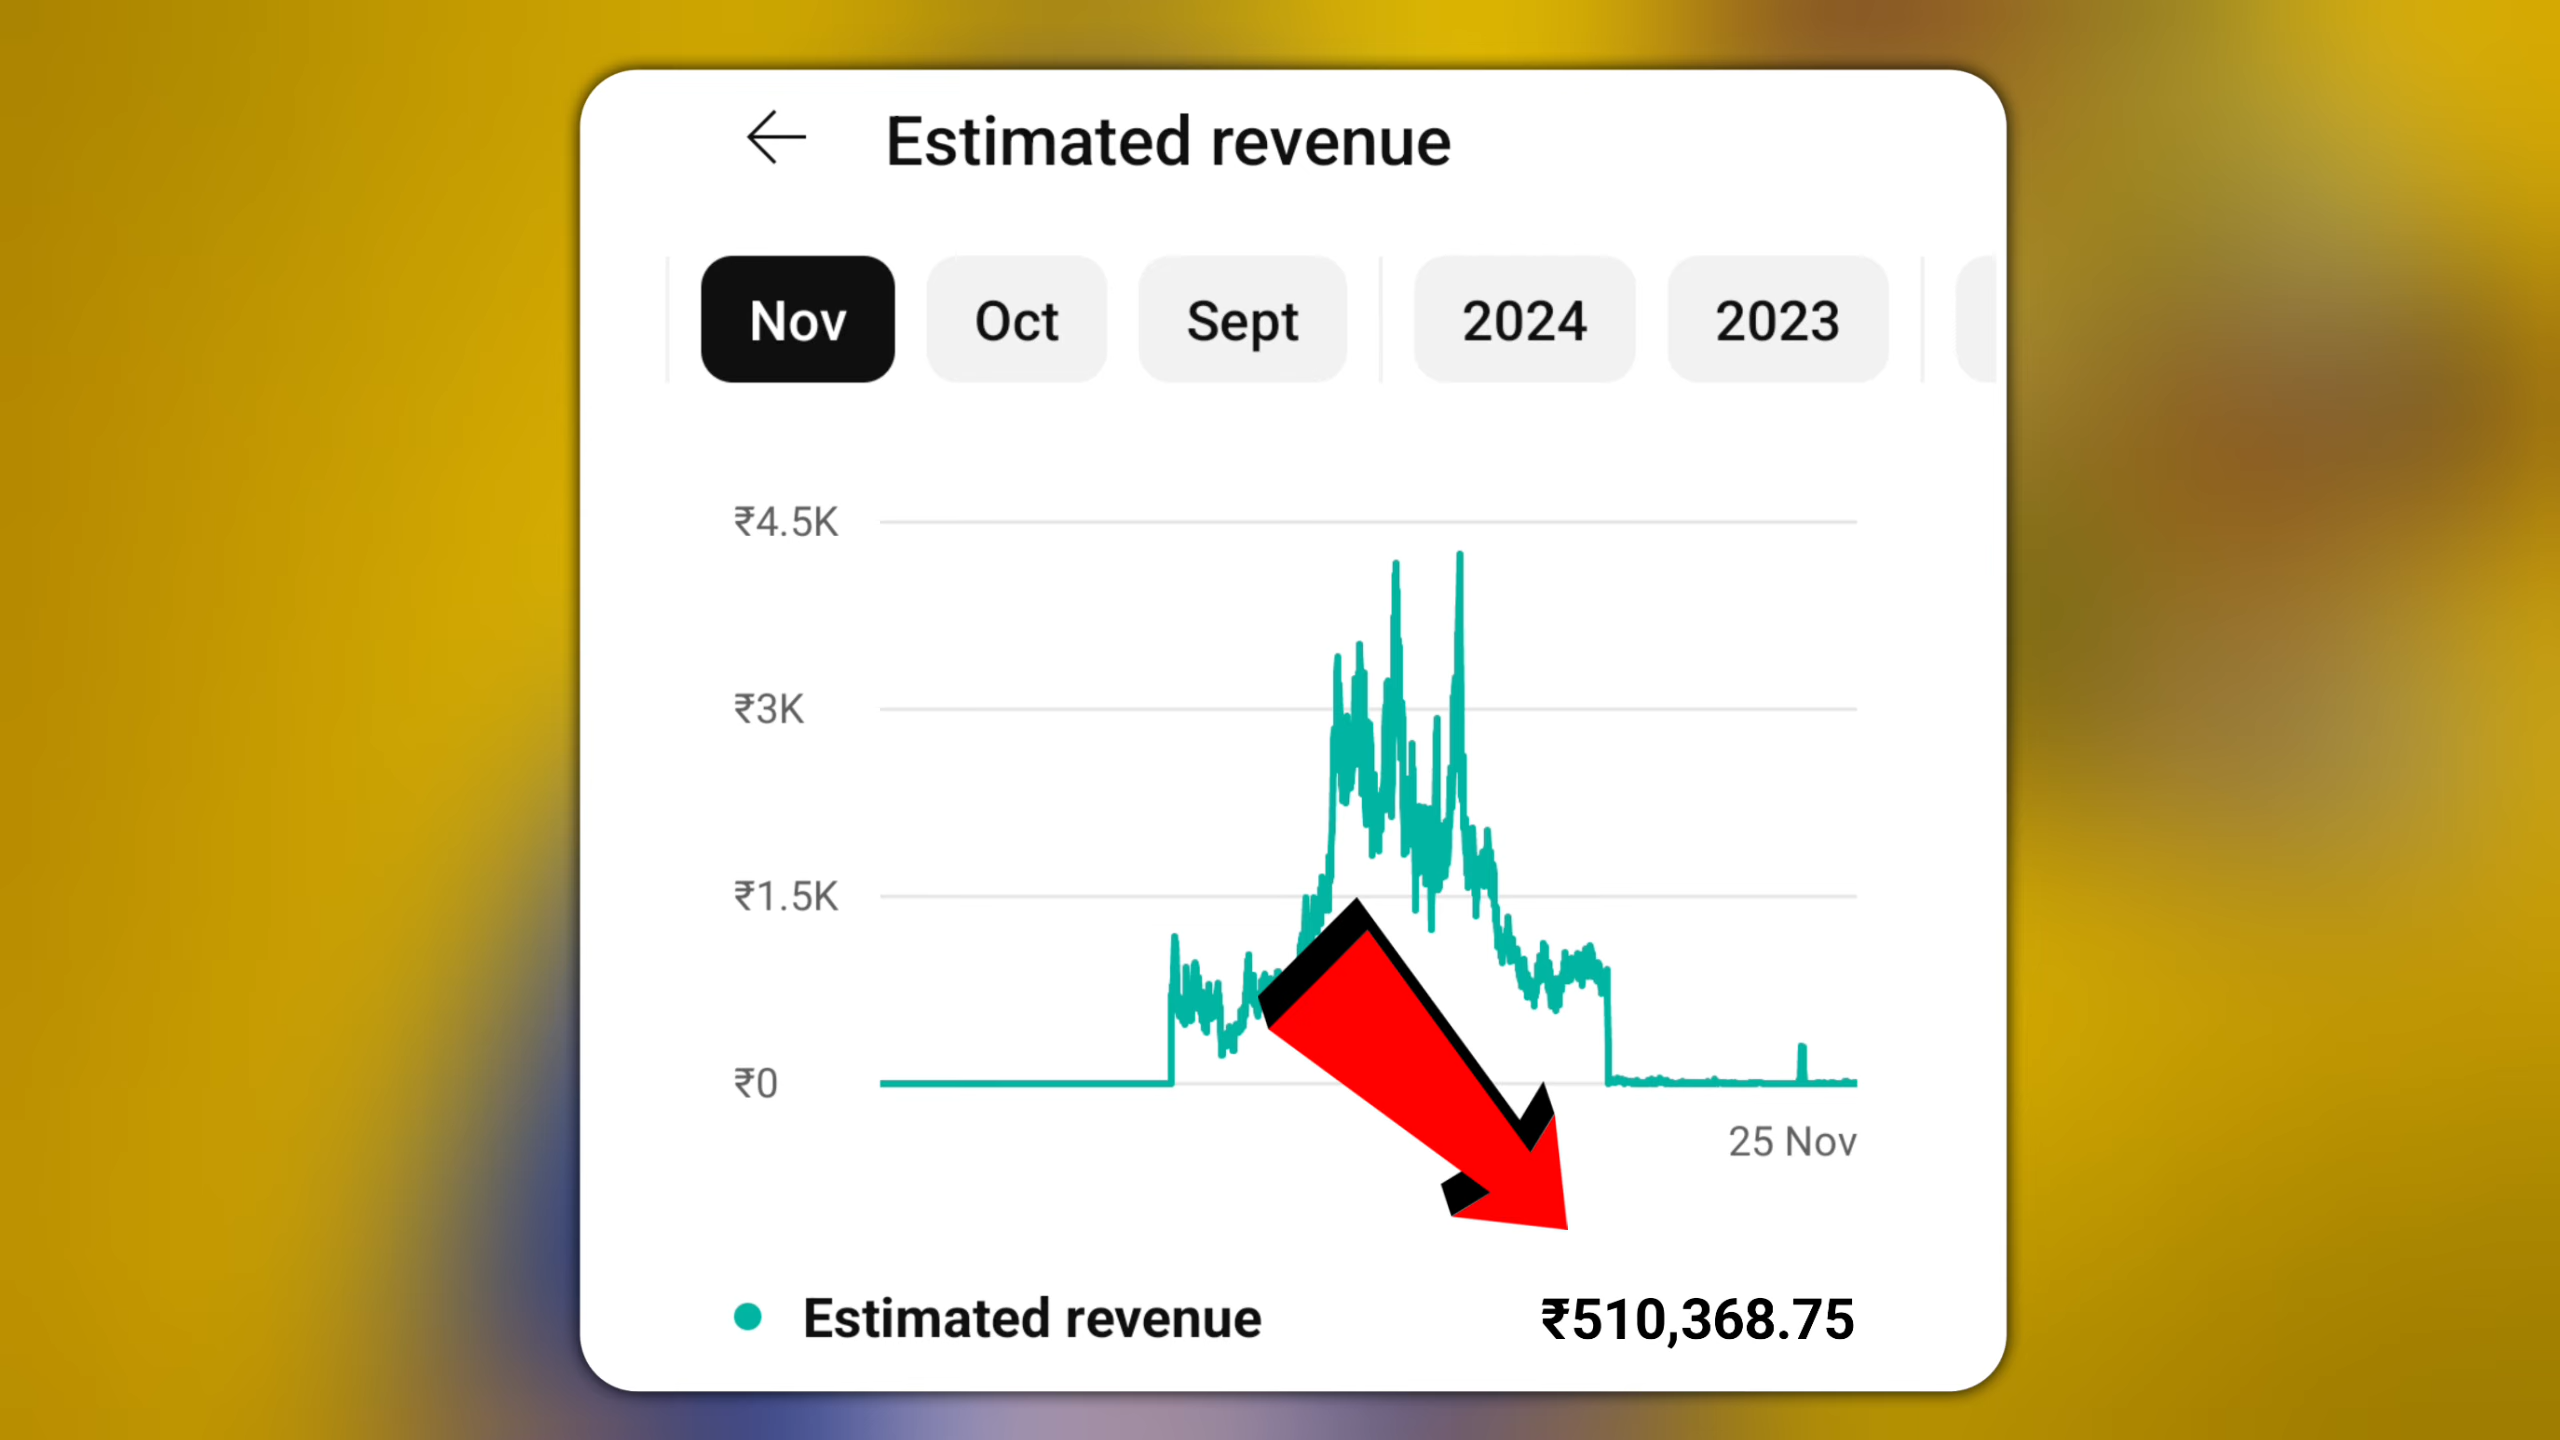 Estimated revenue
Nov Oct Sept 2024 2023
₹4.5K
₹3K
₹1.5K
₹0
25 Nov
Estimated revenue ₹510,368.75